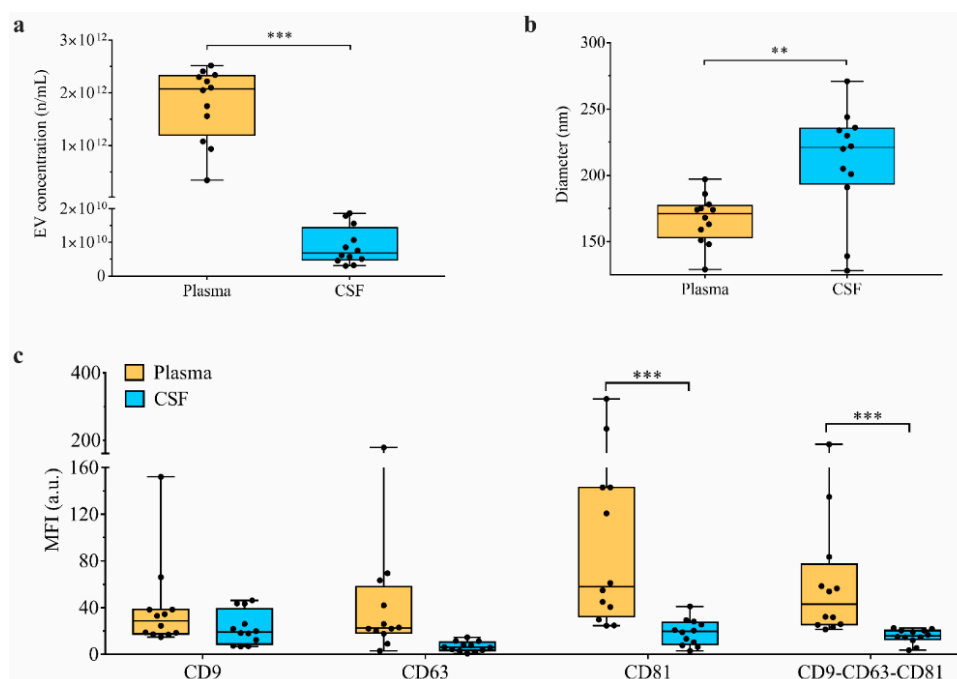 a
***
EV concentration (n/mL)
3×10¹²
2×10¹²
1×10¹²
2×10¹⁰
1×10¹⁰
0
Plasma
CSF
b
**
Diameter (nm)
300
250
200
150
Plasma
CSF
c
Plasma
CSF
***
***
MFI (a.u.)
400
300
200
160
120
80
40
0
CD9
CD63
CD81
CD9-CD63-CD81